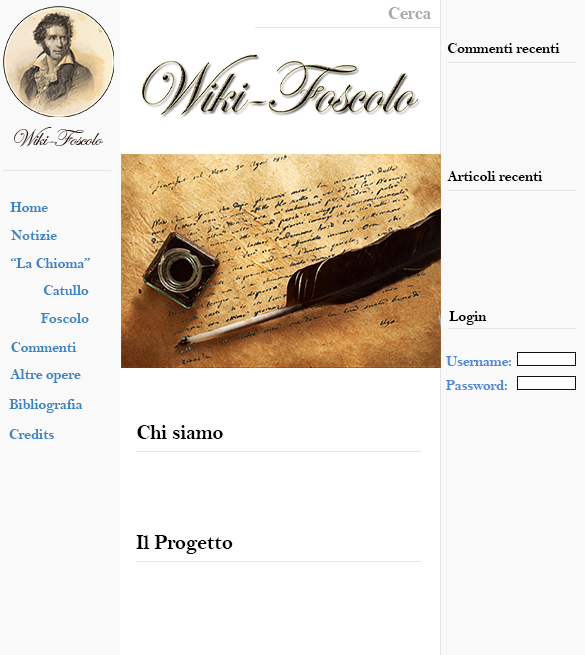 Wiki-Foscolo
Home
Notizie
“La Chioma”
Catullo
Foscolo
Commenti
Altre opere
Bibliografia
Credits
Cerca
Wiki-Foscolo
Chi siamo
Il Progetto
Commenti recenti
Articoli recenti
Login
Username:
Password: